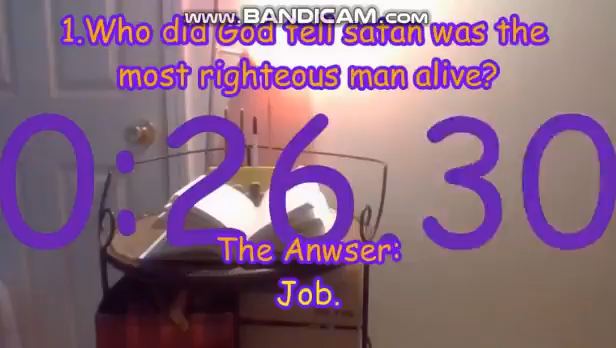 www.BANDICAM.com
1.Who did God tell satan was the
most righteous man alive?
0:26.30
The Anwser:
Job.